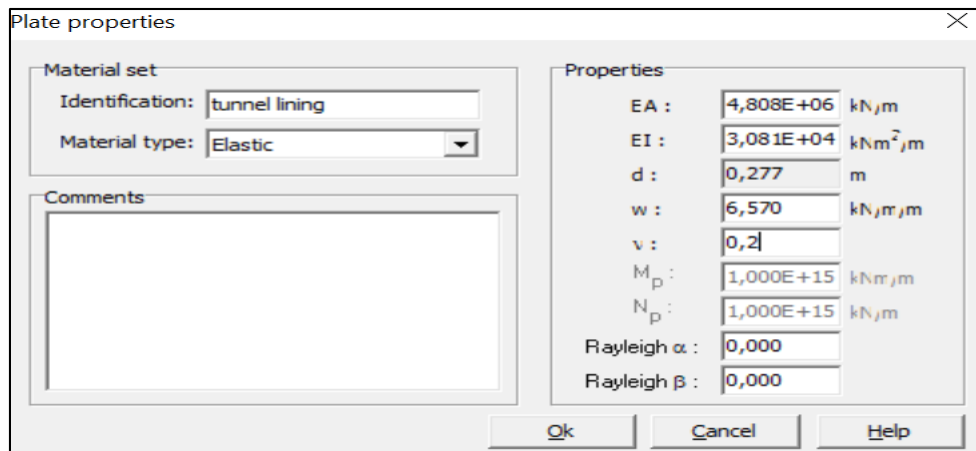 Plate properties
Material set
Identification: tunnel lining
Material type: Elastic
Comments
Properties
EA : 4,808E+06 kN/m
EI : 3,081E+04 kNm²/m
d : 0,277 m
w : 6,570 kN/m/m
ν : 0,2
Mp : 1,000E+15 kNm/m
Np : 1,000E+15 kN/m
Rayleigh α : 0,000
Rayleigh β : 0,000
Ok Cancel Help